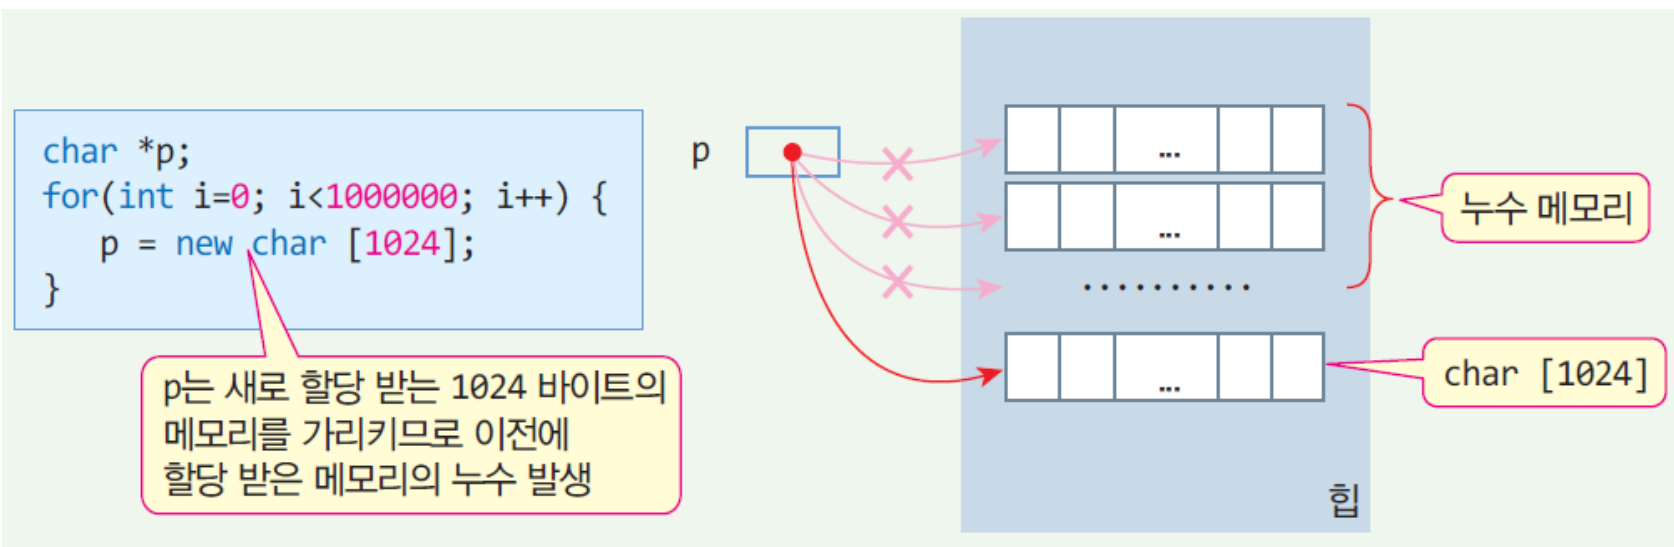 char *p;
for(int i=0; i<1000000; i++) {
p = new char [1024];
}
p는 새로 할당 받는 1024 바이트의
메모리를 가리키므로 이전에
할당 받은 메모리의 누수 발생
p
...
...
..........
...
누수 메모리
char [1024]
힙